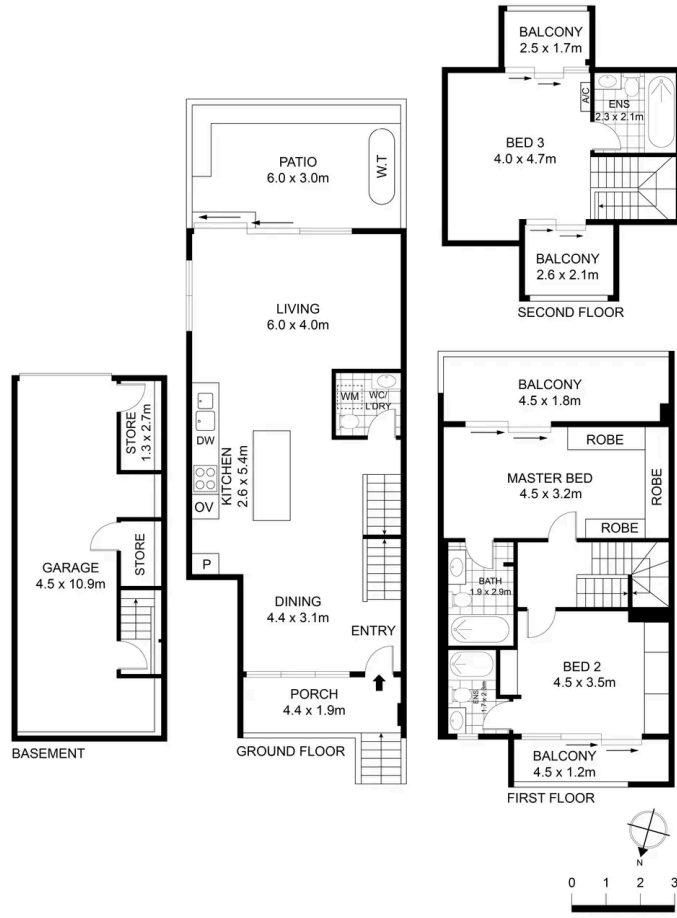 BALCONY
2.5 x 1.7m
A/C
ENS
2.3 x 2.1m
BED 3
4.0 x 4.7m
BALCONY
2.6 x 2.1m
SECOND FLOOR
PATIO
6.0 x 3.0m
W.T
LIVING
6.0 x 4.0m
WM
WC/
L'DRY
DW
KITCHEN
2.6 x 5.4m
OV
P
DINING
4.4 x 3.1m
ENTRY
PORCH
4.4 x 1.9m
GROUND FLOOR
STORE
1.3 x 2.7m
STORE
GARAGE
4.5 x 10.9m
BASEMENT
BALCONY
4.5 x 1.8m
ROBE
MASTER BED
4.5 x 3.2m
ROBE
ROBE
BATH
1.9 x 2.9m
BED 2
4.5 x 3.5m
ENS
BALCONY
4.5 x 1.2m
FIRST FLOOR
N
0 1 2 3